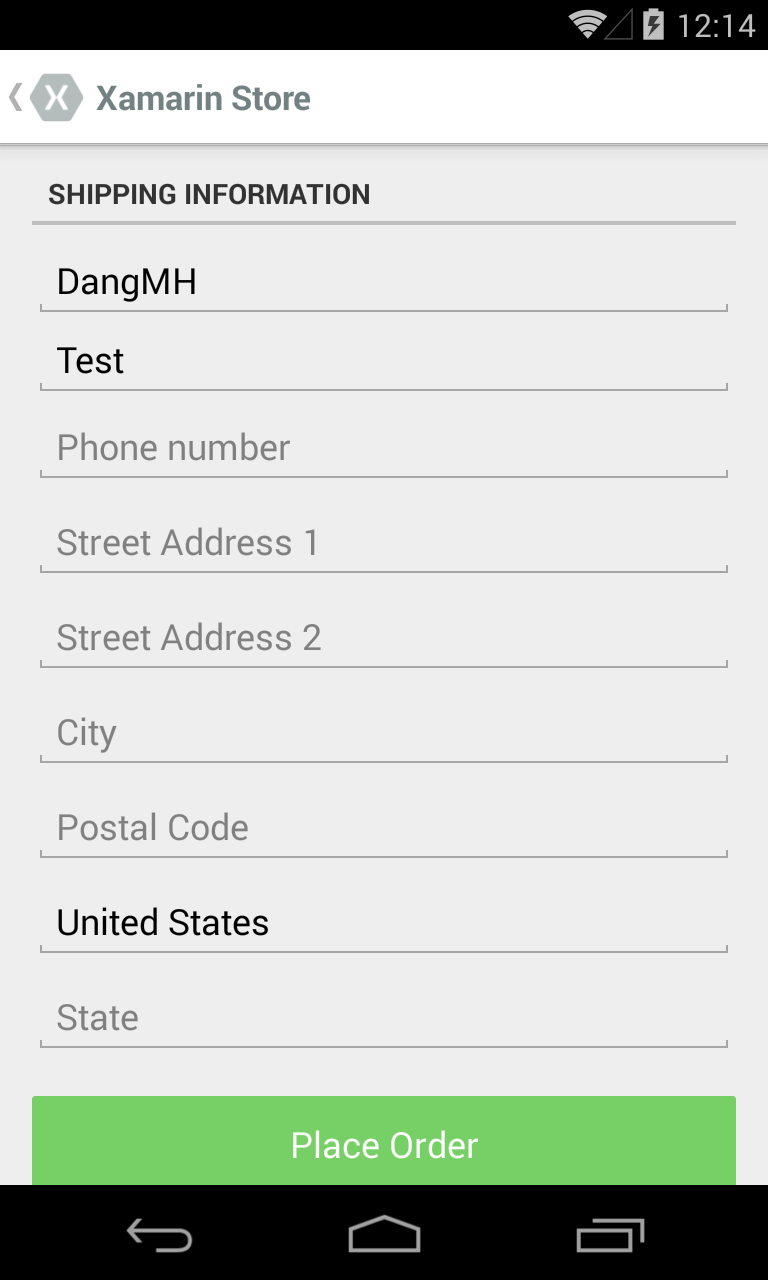 12:14
Xamarin Store
SHIPPING INFORMATION
DangMH
Test
Phone number
Street Address 1
Street Address 2
City
Postal Code
United States
State
Place Order